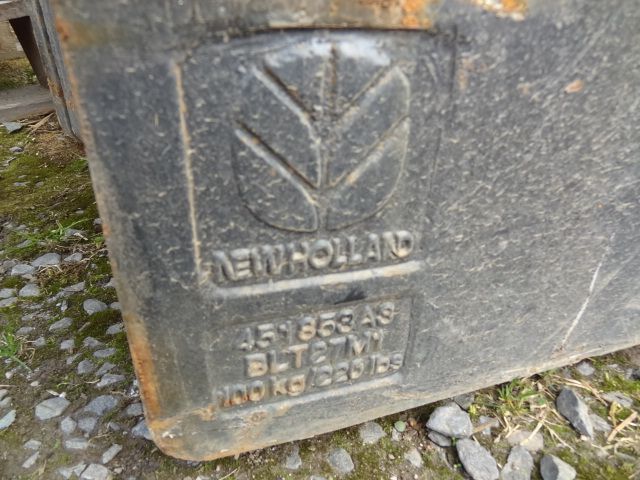 NEW HOLLAND
451853A3
BLT27M1
100 kg/220 lbs